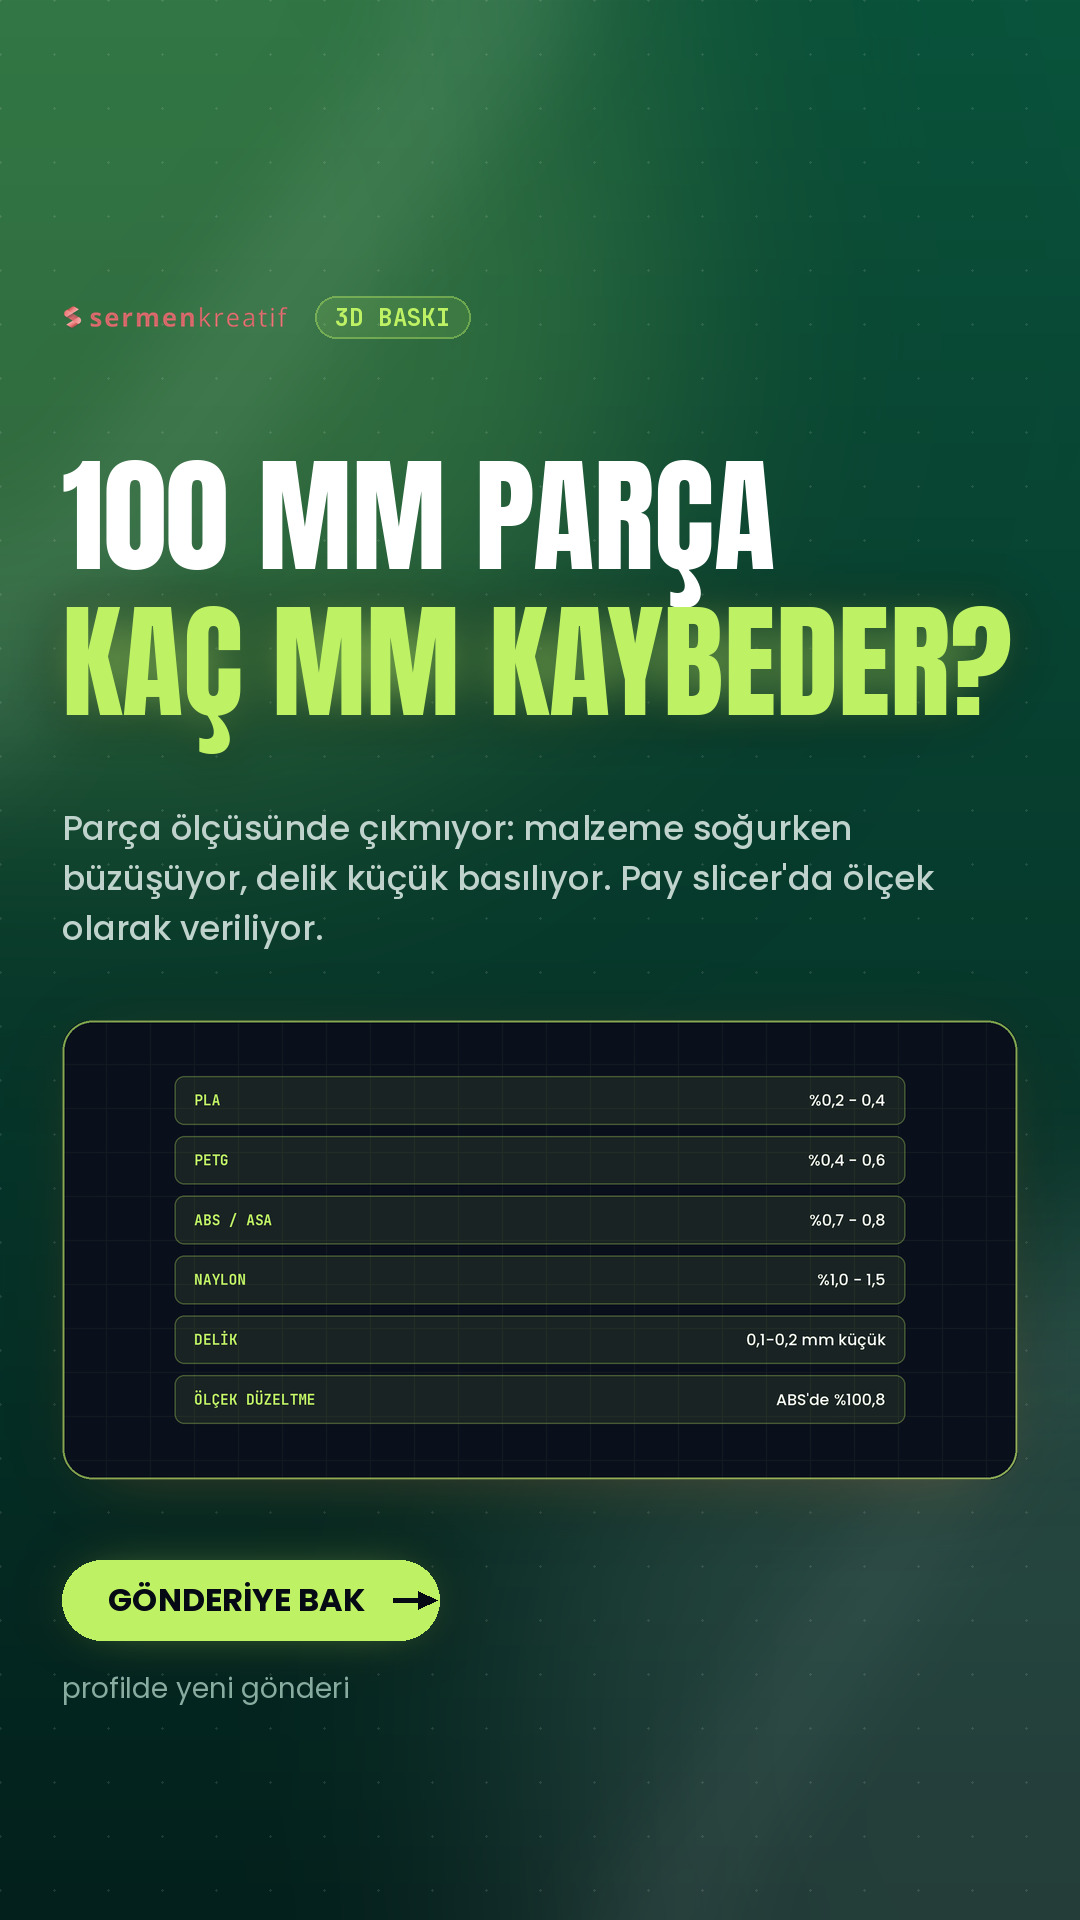 sermenkreatif
3D BASKI
100 MM PARÇA
KAÇ MM KAYBEDER?
Parça ölçüsünde çıkmıyor: malzeme soğurken
büzüşüyor, delik küçük basılıyor. Pay slicer'da ölçek
olarak veriliyor.
PLA %0,2 - 0,4
PETG %0,4 - 0,6
ABS / ASA %0,7 - 0,8
NAYLON %1,0 - 1,5
DELİK 0,1-0,2 mm küçük
ÖLÇEK DÜZELTME ABS'de %100,8
GÖNDERİYE BAK →
profilde yeni gönderi